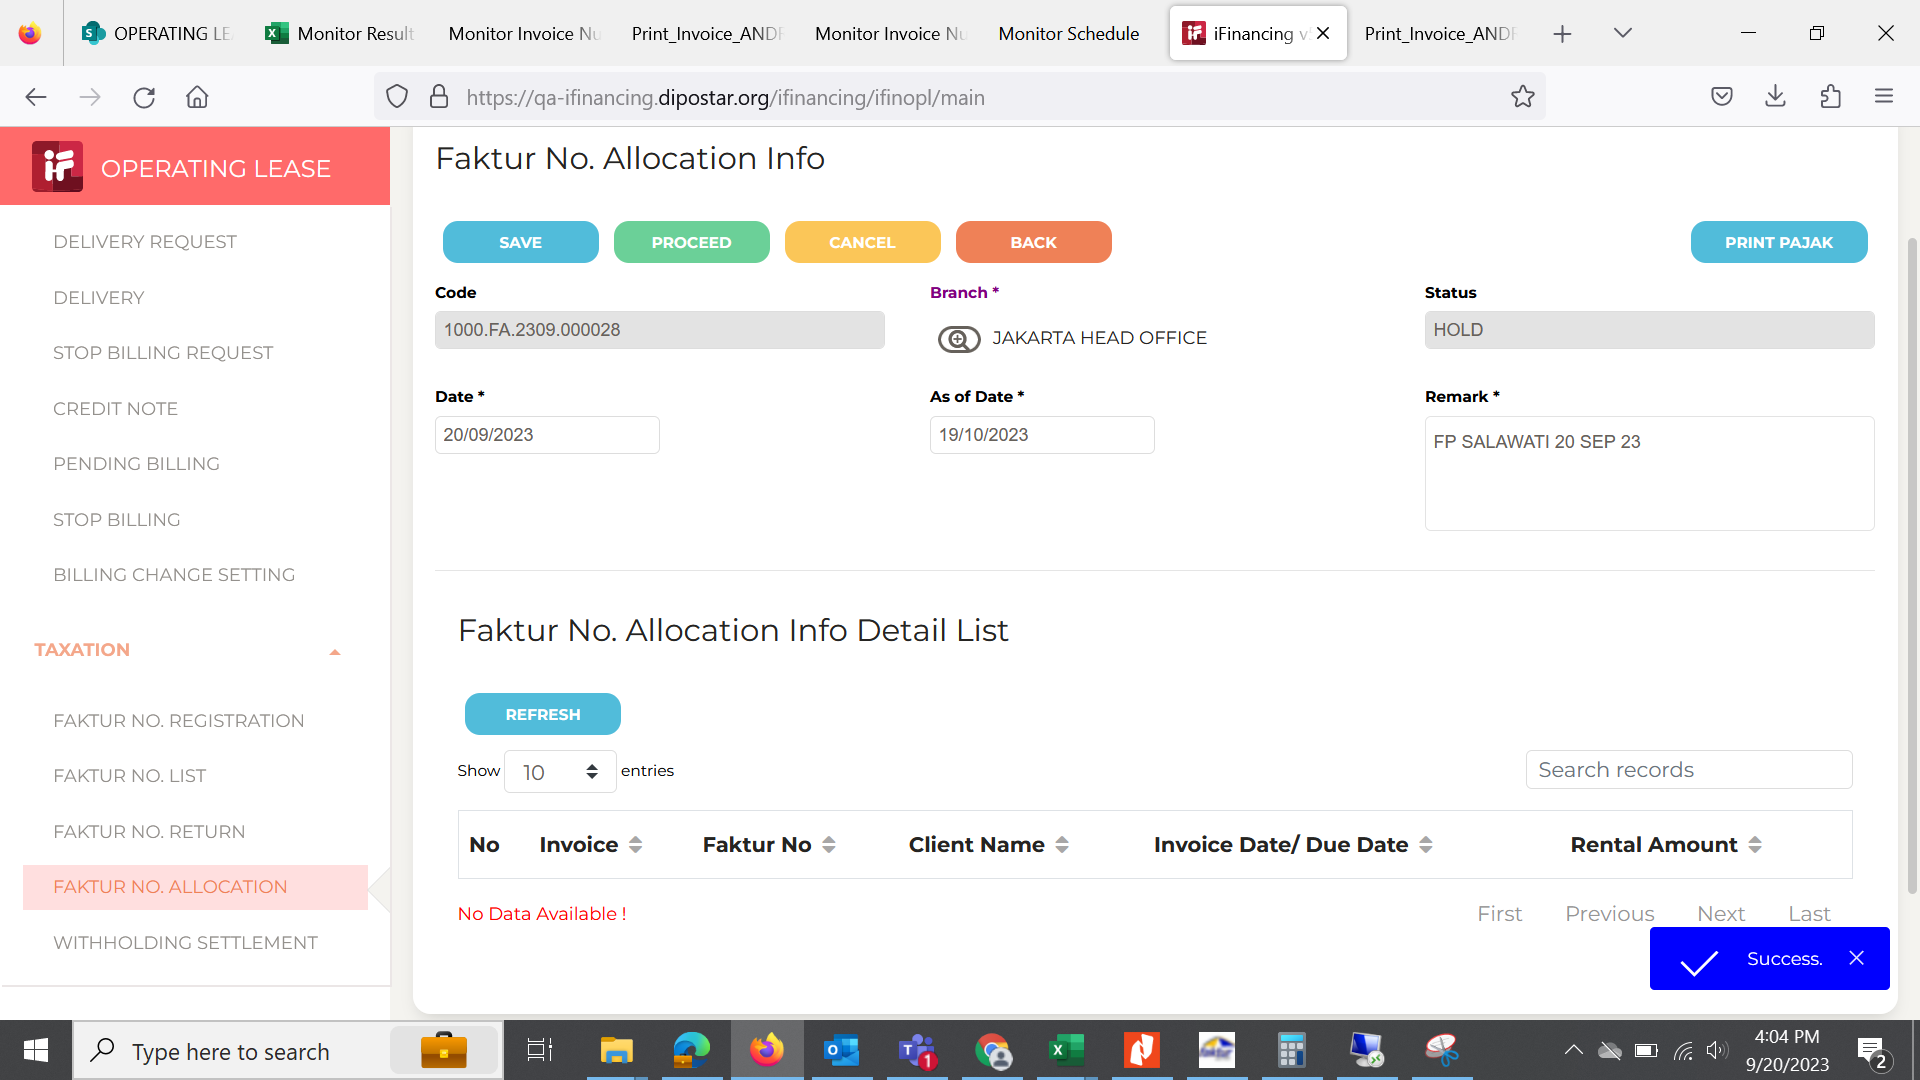 OPERATING LE
Monitor Result
Monitor Invoice Nu
Print_Invoice_ANDR
Monitor Invoice Nu
Monitor Schedule
iFinancing v5
Print_Invoice_ANDR
https://qa-ifinancing.dipostar.org/ifinancing/ifinopl/main
iF OPERATING LEASE
DELIVERY REQUEST
DELIVERY
STOP BILLING REQUEST
CREDIT NOTE
PENDING BILLING
STOP BILLING
BILLING CHANGE SETTING
TAXATION
FAKTUR NO. REGISTRATION
FAKTUR NO. LIST
FAKTUR NO. RETURN
FAKTUR NO. ALLOCATION
WITHHOLDING SETTLEMENT
Faktur No. Allocation Info
SAVE PROCEED CANCEL BACK PRINT PAJAK
Code Branch * Status
1000.FA.2309.000028 JAKARTA HEAD OFFICE HOLD
Date * As of Date * Remark *
20/09/2023 19/10/2023 FP SALAWATI 20 SEP 23
Faktur No. Allocation Info Detail List
REFRESH
Show 10 entries Search records
No Invoice Faktur No Client Name Invoice Date/ Due Date Rental Amount
No Data Available ! First Previous Next Last
Success.
Type here to search
1
4:04 PM
9/20/2023
2